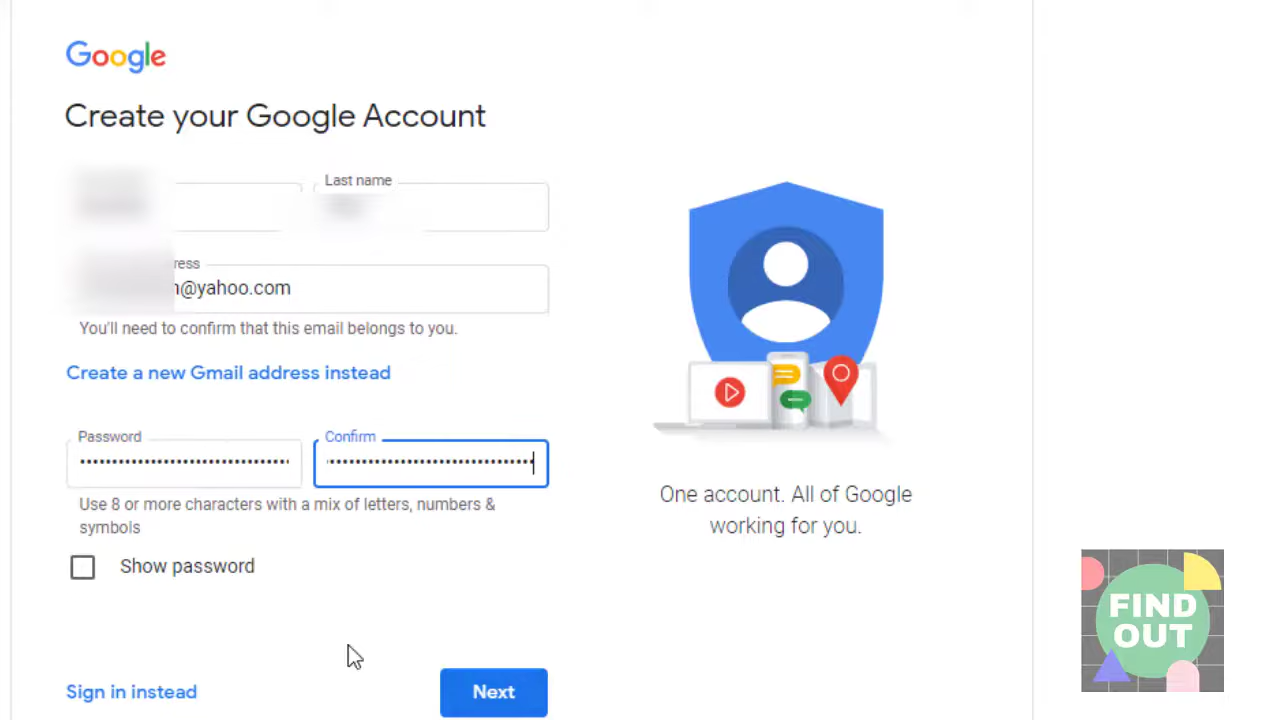 Google
Create your Google Account
Last name
ress
@yahoo.com
You'll need to confirm that this email belongs to you.
Create a new Gmail address instead
Password
Confirm
Use 8 or more characters with a mix of letters, numbers &
symbols
Show password
Sign in instead
Next
One account. All of Google
working for you.
FIND
OUT